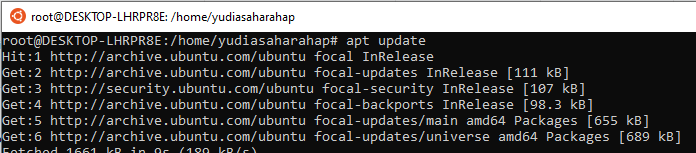 root@DESKTOP-LHRPR8E: /home/yudiasaharahap
root@DESKTOP-LHRPR8E:/home/yudiasaharahap# apt update
Hit:1 http://archive.ubuntu.com/ubuntu focal InRelease
Get:2 http://archive.ubuntu.com/ubuntu focal-updates InRelease [111 kB]
Get:3 http://security.ubuntu.com/ubuntu focal-security InRelease [107 kB]
Get:4 http://archive.ubuntu.com/ubuntu focal-backports InRelease [98.3 kB]
Get:5 http://archive.ubuntu.com/ubuntu focal-updates/main amd64 Packages [655 kB]
Get:6 http://archive.ubuntu.com/ubuntu focal-updates/universe amd64 Packages [689 kB]
Fetched 1661 kB in 9s (189 kB/s)